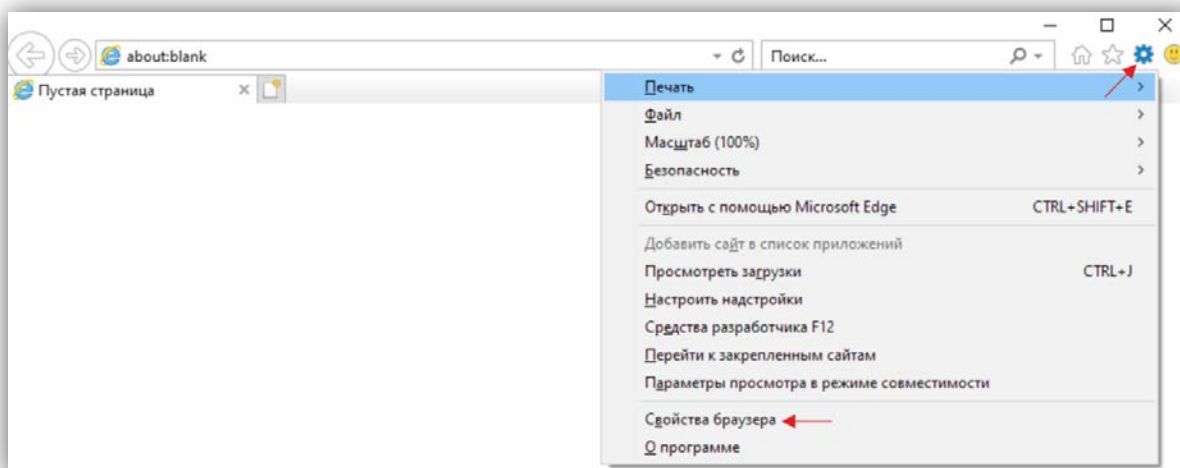 about:blank
Поиск...
Пустая страница
Печать
Файл
Масштаб (100%)
Безопасность
Открыть с помощью Microsoft Edge CTRL+SHIFT+E
Добавить сайт в список приложений
Просмотреть загрузки CTRL+J
Настроить надстройки
Средства разработчика F12
Перейти к закрепленным сайтам
Параметры просмотра в режиме совместимости
Свойства браузера
О программе